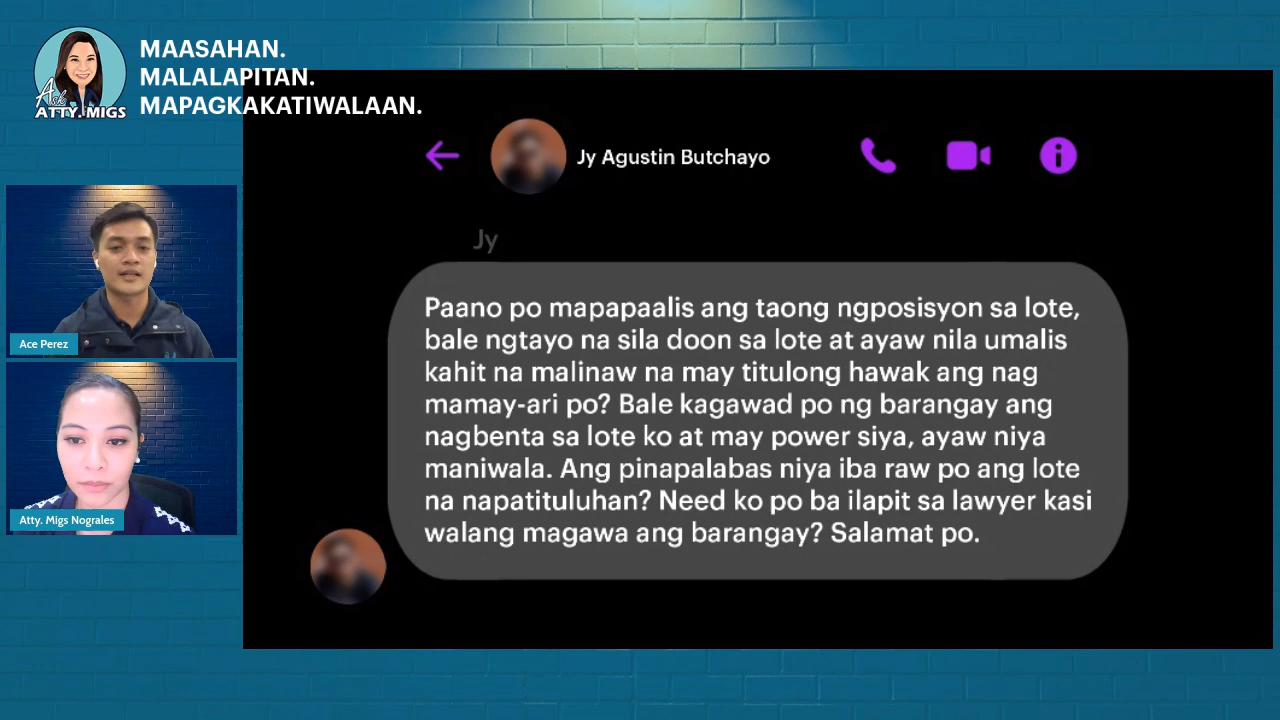 Ask
ATTY. MIGS
MAASAHAN.
MALALAPITAN.
MAPAGKAKATIWALAAN.
Jy Agustin Butchayo
Jy
Paano po mapapaalis ang taong ngposisyon sa lote,
bale ngtayo na sila doon sa lote at ayaw nila umalis
kahit na malinaw na may titulong hawak ang nag
mamay-ari po? Bale kagawad po ng barangay ang
nagbenta sa lote ko at may power siya, ayaw niya
maniwala. Ang pinapalabas niya iba raw po ang lote
na napatituluhan? Need ko po ba ilapit sa lawyer kasi
walang magawa ang barangay? Salamat po.
Ace Perez
Atty. Migs Nograles